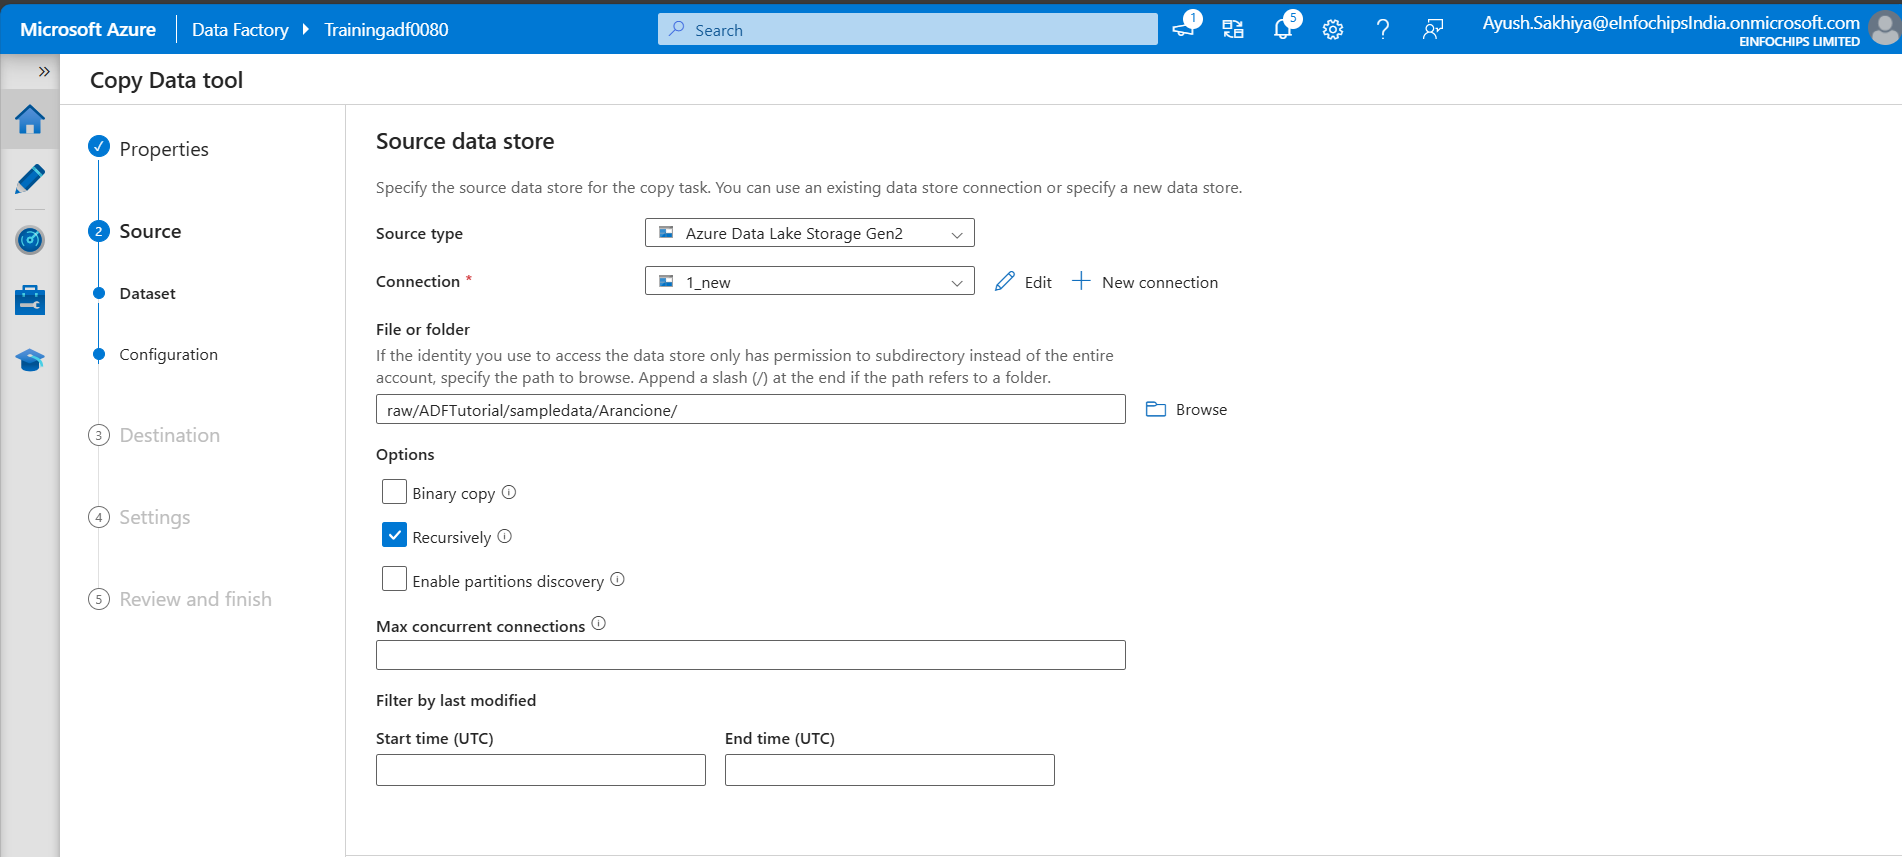 Microsoft Azure
Data Factory
Trainingadf0080
Search
1
5
Ayush.Sakhiya@eInfochipsIndia.onmicrosoft.com
EINFOCHIPS LIMITED
Copy Data tool
Properties
2 Source
Dataset
Configuration
3 Destination
4 Settings
5 Review and finish
Source data store
Specify the source data store for the copy task. You can use an existing data store connection or specify a new data store.
Source type
Azure Data Lake Storage Gen2
Connection *
1_new
Edit
New connection
File or folder
If the identity you use to access the data store only has permission to subdirectory instead of the entire
account, specify the path to browse. Append a slash (/) at the end if the path refers to a folder.
raw/ADFTutorial/sampledata/Arancione/
Browse
Options
Binary copy
Recursively
Enable partitions discovery
Max concurrent connections
Filter by last modified
Start time (UTC)
End time (UTC)